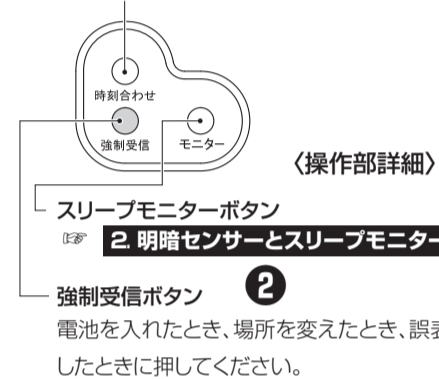 時刻合わせ
強制受信
モニター
〈操作部詳細〉
スリープモニターボタン
☞ 2. 明暗センサーとスリープモニター
強制受信ボタン
❷
電池を入れたとき、場所を変えたとき、誤表
したときに押してください。